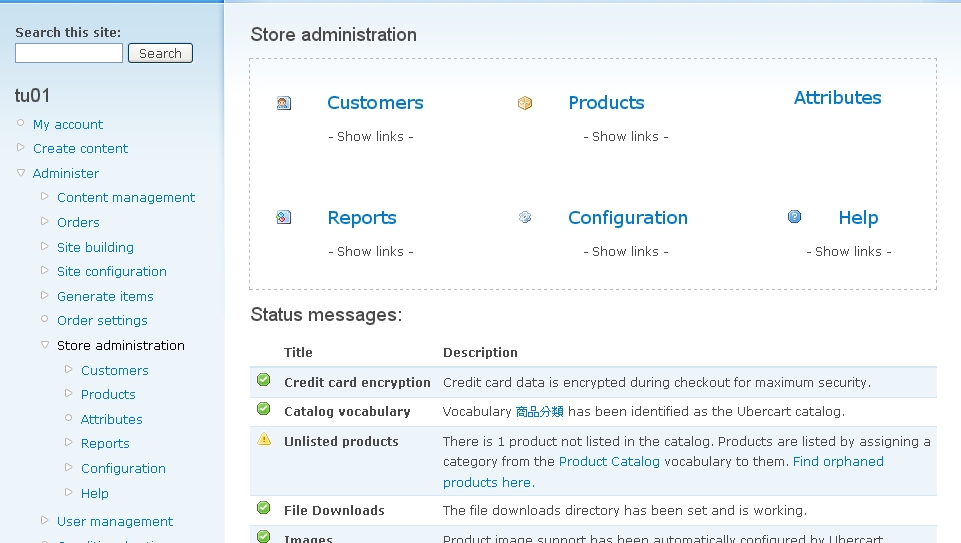 Search this site:
Search
tu01
My account
Create content
Administer
Content management
Orders
Site building
Site configuration
Generate items
Order settings
Store administration
Customers
Products
Attributes
Reports
Configuration
Help
User management
Store administration
Customers
Products
Attributes
- Show links -
- Show links -
Reports
Configuration
Help
- Show links -
- Show links -
- Show links -
Status messages:
Title Description
Credit card encryption Credit card data is encrypted during checkout for maximum security.
Catalog vocabulary Vocabulary 商品分類 has been identified as the Ubercart catalog.
Unlisted products There is 1 product not listed in the catalog. Products are listed by assigning a
category from the Product Catalog vocabulary to them. Find orphaned
products here.
File Downloads The file downloads directory has been set and is working.
Images Product image support has been automatically configured by Ubercart.